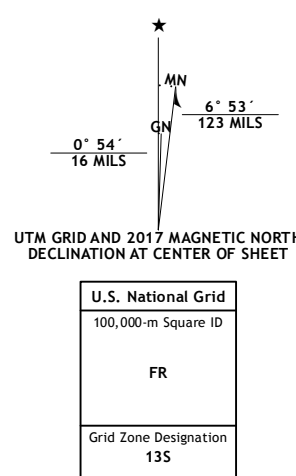 MN
GN
6° 53´
123 MILS
0° 54´
16 MILS
UTM GRID AND 2017 MAGNETIC NORTH
DECLINATION AT CENTER OF SHEET
U.S. National Grid
100,000-m Square ID
FR
Grid Zone Designation
13S